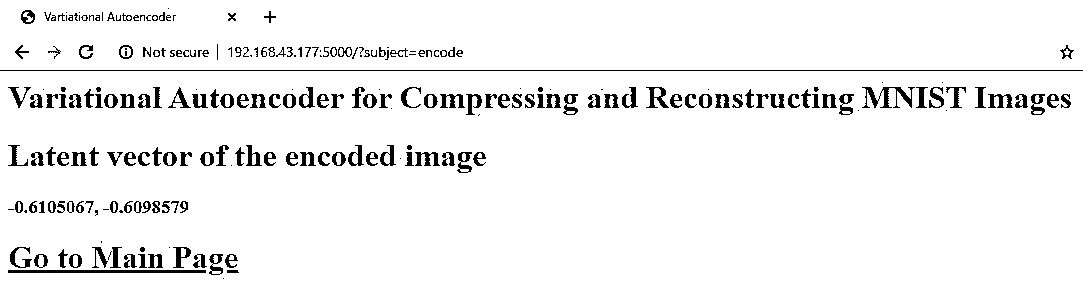 Vartiational Autoencoder
Not secure | 192.168.43.177:5000/?subject=encode
Variational Autoencoder for Compressing and Reconstructing MNIST Images
Latent vector of the encoded image
-0.6105067, -0.6098579
Go to Main Page